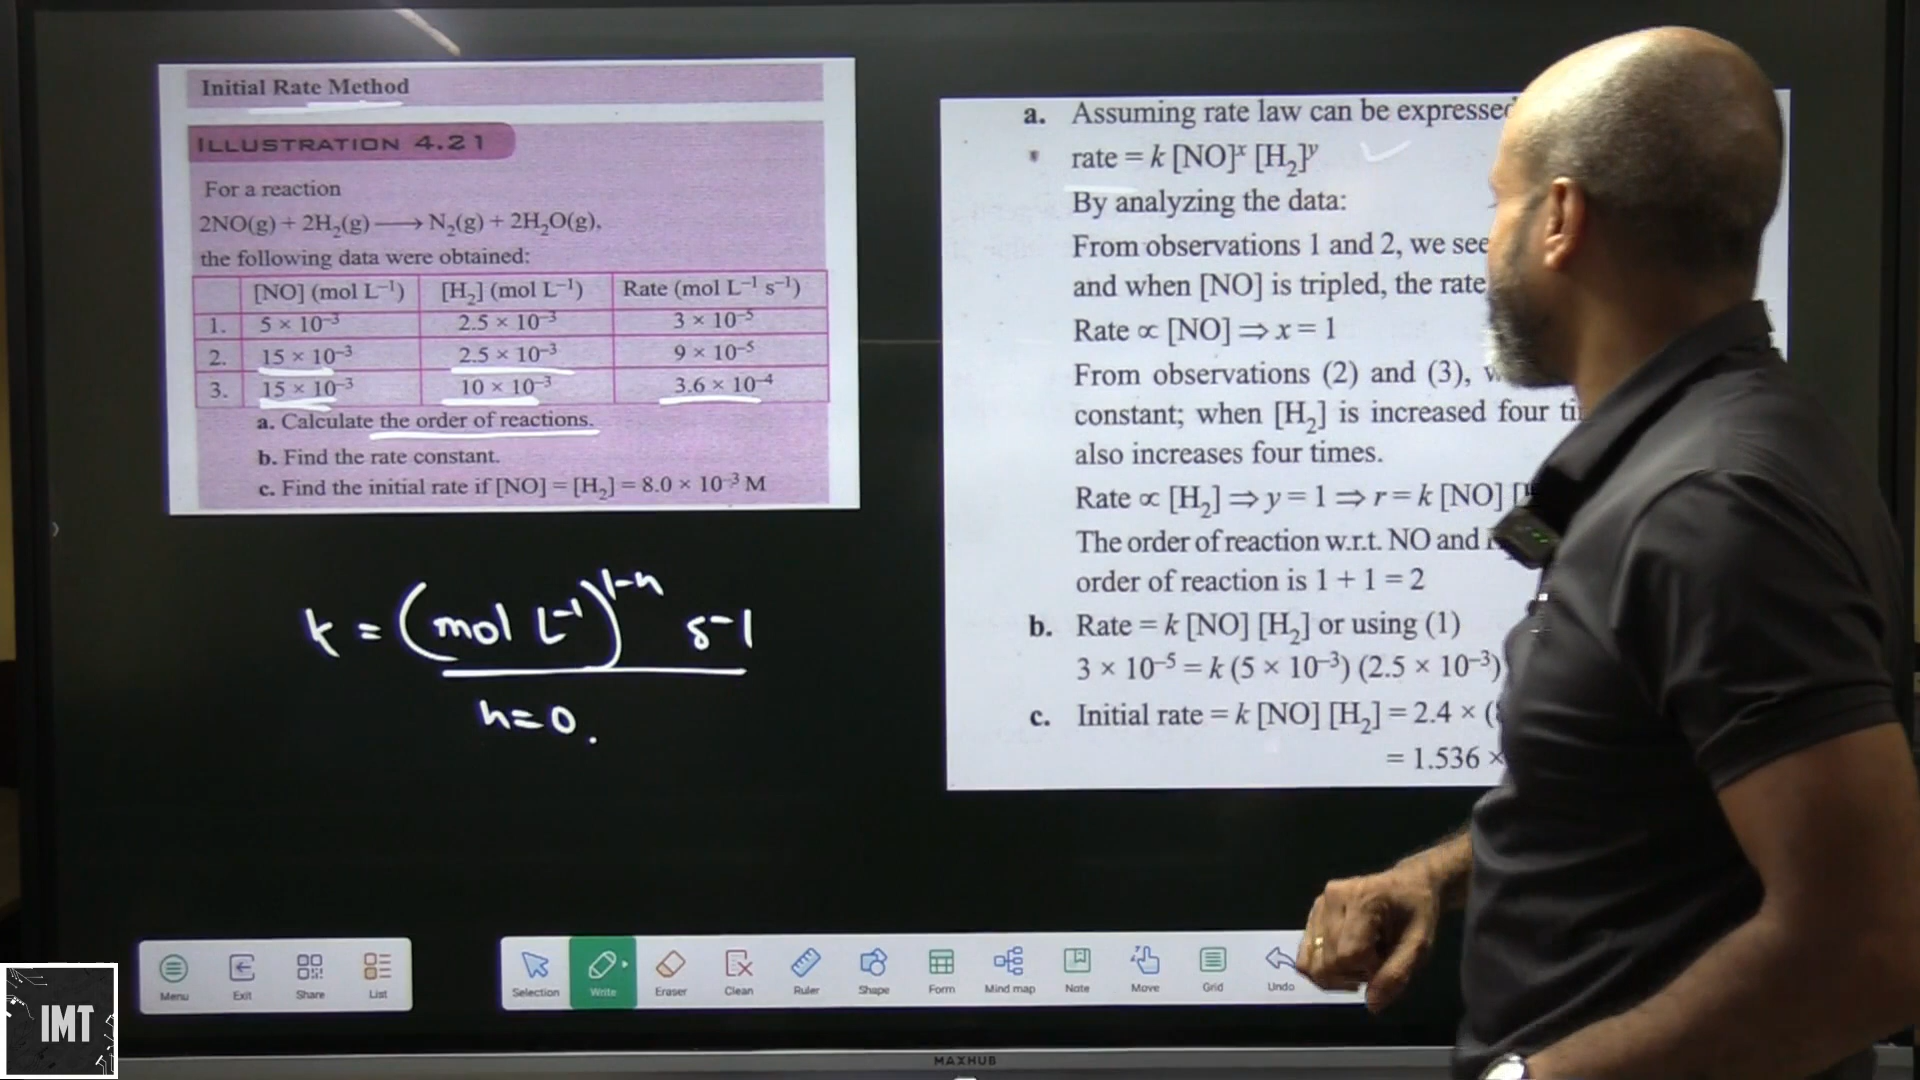 Initial Rate Method
ILLUSTRATION 4.21
For a reaction
2NO(g) + 2H₂(g) ⟶ N₂(g) + 2H₂O(g),
the following data were obtained:
[NO] (mol L⁻¹) [H₂] (mol L⁻¹) Rate (mol L⁻¹ s⁻¹)
1. 5 × 10⁻³ 2.5 × 10⁻³ 3 × 10⁻⁵
2. 15 × 10⁻³ 2.5 × 10⁻³ 9 × 10⁻⁵
3. 15 × 10⁻³ 10 × 10⁻³ 3.6 × 10⁻⁴
a. Calculate the order of reactions.
b. Find the rate constant.
c. Find the initial rate if [NO] = [H₂] = 8.0 × 10⁻³ M
k = (mol L⁻¹)¹⁻ⁿ s⁻¹
n=0.
a. Assuming rate law can be expressed
rate = k [NO]ˣ [H₂]ʸ
By analyzing the data:
From observations 1 and 2, we see
and when [NO] is tripled, the rate
Rate ∝ [NO] ⇒ x = 1
From observations (2) and (3),
constant; when [H₂] is increased four
also increases four times.
Rate ∝ [H₂] ⇒ y = 1 ⇒ r = k [NO]
The order of reaction w.r.t. NO and
order of reaction is 1 + 1 = 2
b. Rate = k [NO] [H₂] or using (1)
3 × 10⁻⁵ = k (5 × 10⁻³) (2.5 × 10⁻³)
c. Initial rate = k [NO] [H₂] = 2.4 × (
= 1.536 ×
Menu Exit Share List
Selection Write Eraser Clean Ruler Shape Form Mind map Note Move Grid Undo
IMT
MAXHUB